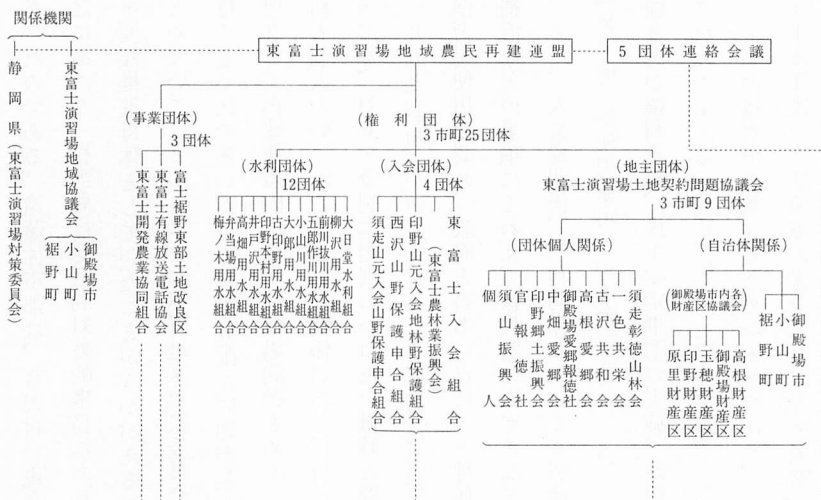 関係機関
静岡県（東富士演習場対策委員会）
東富士演習場地域協議会
御殿場市
小山町
裾野町
東富士演習場地域農民再建連盟
5団体連絡会議
（事業団体）
3団体
富士裾野東部土地改良区
東富士有線放送電話協会
東富士開発農業協同組合
（権利団体）
3市町25団体
（水利団体）
12団体
大日堂水利組合
柳沢用水組合
前川抜川用水組合
五郎作川用水組合
小山川用水組合
大郎用水組合
古印野用水組合
印野本村用水組合
井戸沢用水組合
高畑用水組合
弁当場用水組合
梅ノ木用水組合
（入会団体）
4団体
東富士入会組合
（東富士農林業振興会）
印野山元入会地林野保護組合
西沢山野保護申合組合
須走山元入会山野保護申合組合
（地主団体）
東富士演習場土地契約問題協議会
3市町9団体
（団体個人関係）
須走彰徳山林会
一色共栄会
古沢共和会
高根愛郷会
御殿場愛郷報徳社
中畑愛郷会
印野郷土振興会
官報徳社
須山振興会
個人
（自治体関係）
御殿場市
小山町
裾野町
（御殿場市内各財産区協議会）
高根財産区
御殿場財産区
玉穂財産区
印野財産区
原里財産区